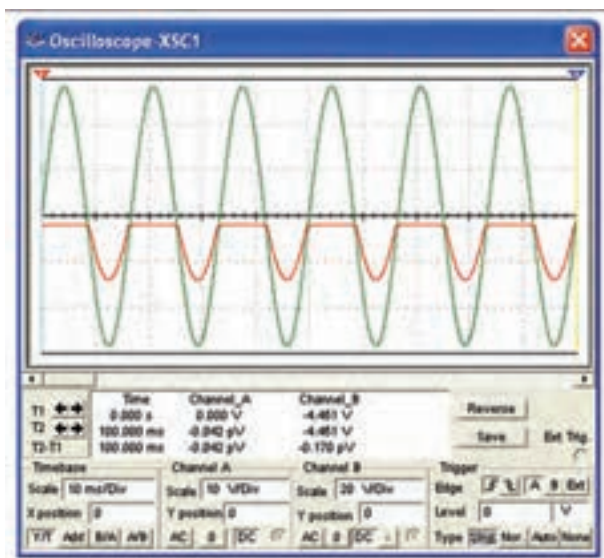 Oscilloscope-XSC1
1 2
Time Channel_A Channel_B
T1 0.000 s 0.000 V -4.461 V
T2 100.000 ms -0.042 pV -4.461 V
T2-T1 100.000 ms -0.042 pV -0.170 pV
Reverse
Save Ext Trig.
Timebase Channel A Channel B Trigger
Scale 10 ms/Div Scale 10 V/Div Scale 20 V/Div Edge A B Ext
X position 0 Y position 0 Y position 0 Level 0 V
Y/T Add B/A A/B AC 0 DC AC 0 DC - Type Sing. Nor. Auto None